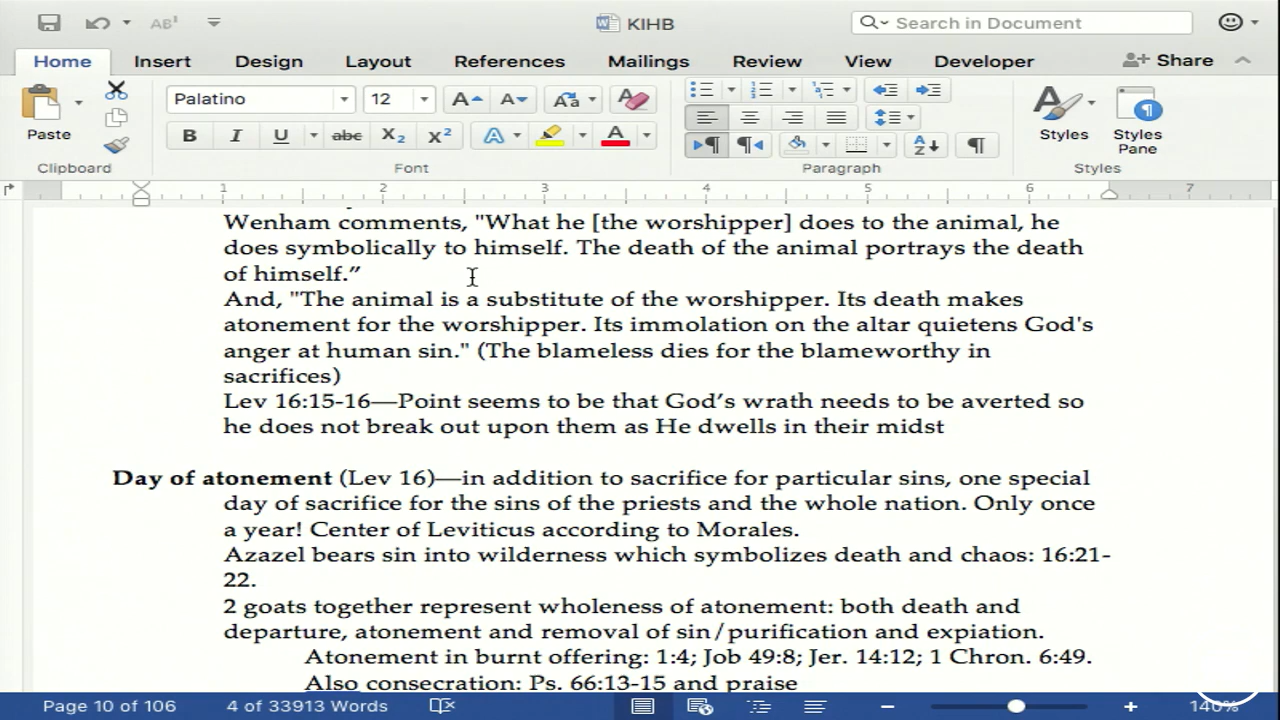 KIHB
Search in Document
Home Insert Design Layout References Mailings Review View Developer Share
Palatino 12
Paste
B I U abc X₂ X² A A
Styles Styles Pane
Clipboard Font Paragraph Styles
1 2 3 4 5 6 7
Wenham comments, "What he [the worshipper] does to the animal, he
does symbolically to himself. The death of the animal portrays the death
of himself.”
And, "The animal is a substitute of the worshipper. Its death makes
atonement for the worshipper. Its immolation on the altar quietens God's
anger at human sin." (The blameless dies for the blameworthy in
sacrifices)
Lev 16:15-16—Point seems to be that God’s wrath needs to be averted so
he does not break out upon them as He dwells in their midst
Day of atonement (Lev 16)—in addition to sacrifice for particular sins, one special
day of sacrifice for the sins of the priests and the whole nation. Only once
a year! Center of Leviticus according to Morales.
Azazel bears sin into wilderness which symbolizes death and chaos: 16:21-
22.
2 goats together represent wholeness of atonement: both death and
departure, atonement and removal of sin/purification and expiation.
Atonement in burnt offering: 1:4; Job 49:8; Jer. 14:12; 1 Chron. 6:49.
Also consecration: Ps. 66:13-15 and praise
Page 10 of 106 4 of 33913 Words 140%